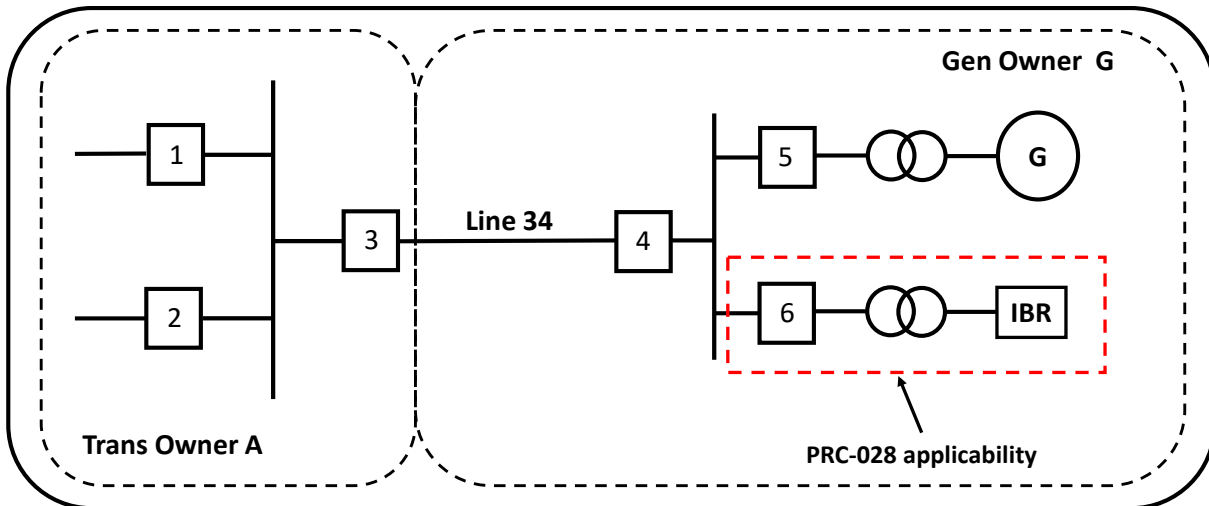 Gen Owner G
1
5
G
Line 34
3
4
2
6
IBR
Trans Owner A
PRC-028 applicability